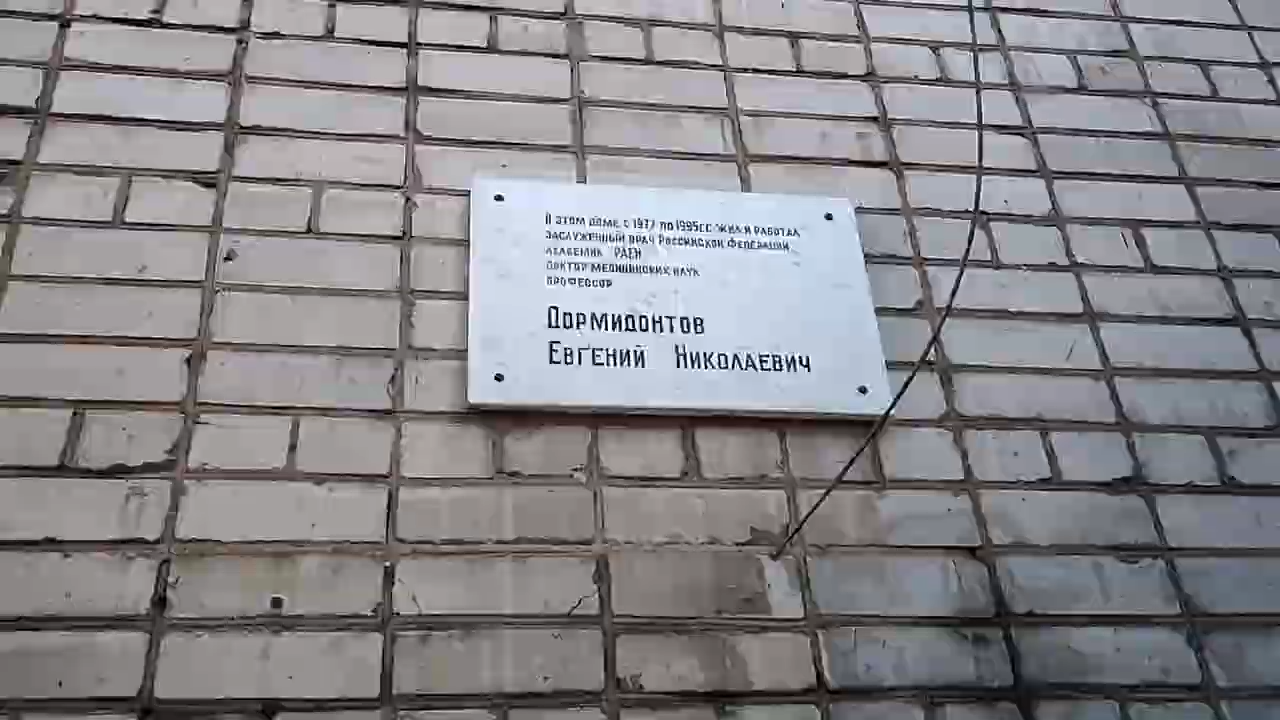 В этом доме с 1977 по 1995гг. жил и работал
заслуженный врач Российской Федерации,
академик РАЕН
доктор медицинских наук
профессор
Дормидонтов
Евгений Николаевич